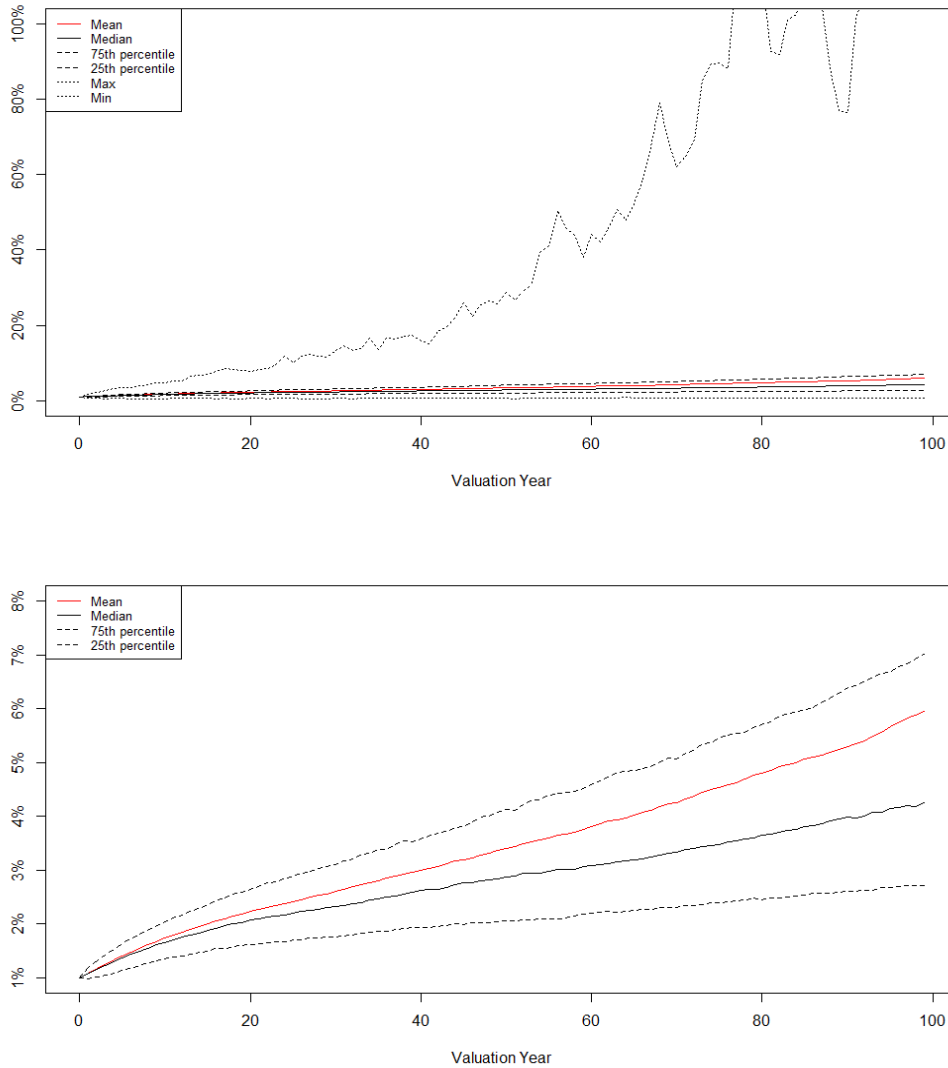 100%
80%
60%
40%
20%
0%
Mean
Median
75th percentile
25th percentile
Max
Min
0 20 40 60 80 100
Valuation Year
8%
7%
6%
5%
4%
3%
2%
1%
Mean
Median
75th percentile
25th percentile
0 20 40 60 80 100
Valuation Year